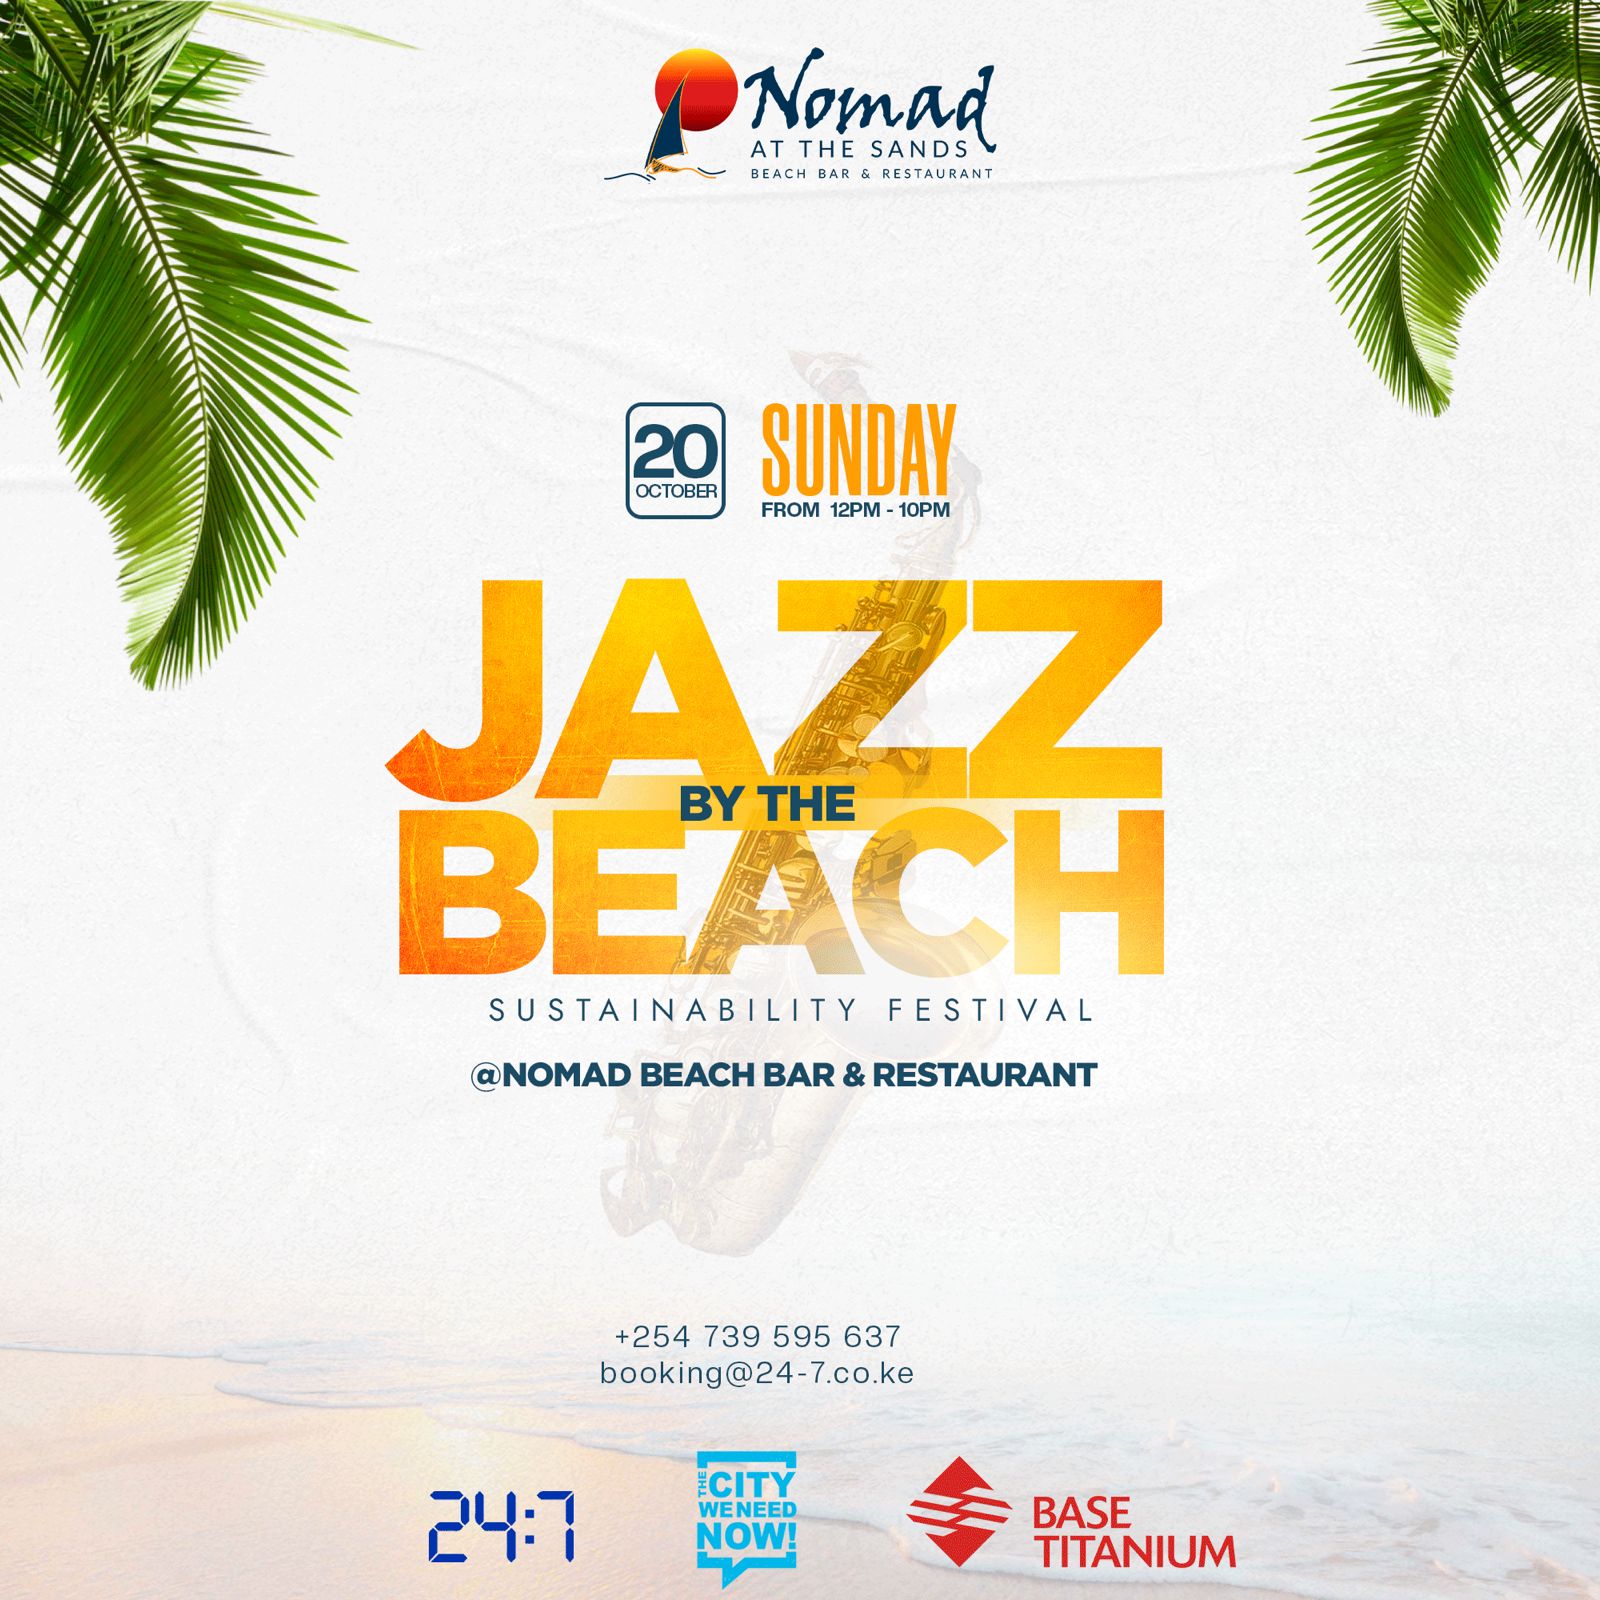 Nomad
AT THE SANDS
BEACH BAR & RESTAURANT
20
OCTOBER
SUNDAY
FROM 12PM - 10PM
JAZZ
BY THE
BEACH
SUSTAINABILITY FESTIVAL
@NOMAD BEACH BAR & RESTAURANT
+254 739 595 637
booking@24-7.co.ke
24:7
THE CITY
WE NEED
NOW!
BASE
TITANIUM